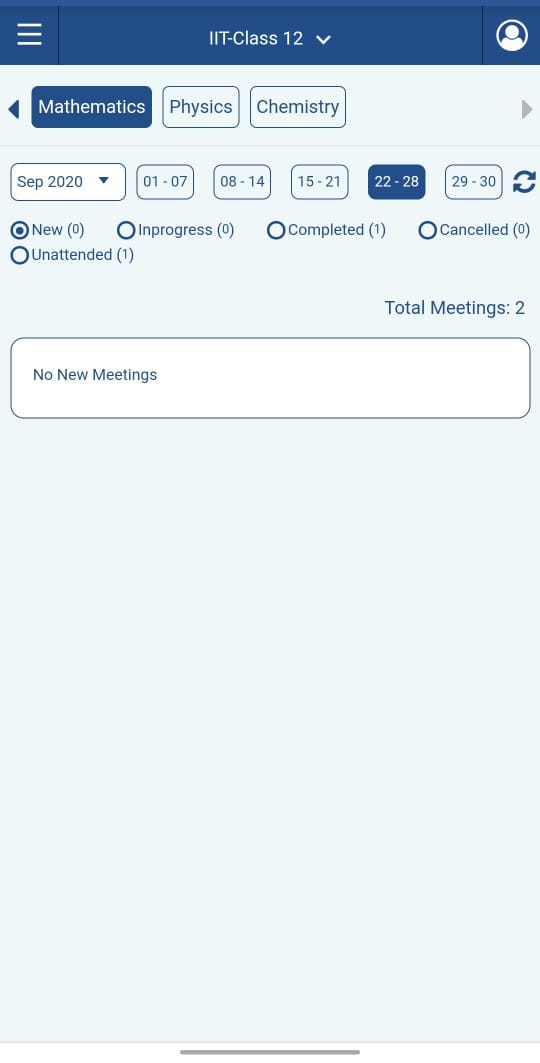 IIT-Class 12
Mathematics Physics Chemistry
Sep 2020 01 - 07 08 - 14 15 - 21 22 - 28 29 - 30
New (0) Inprogress (0) Completed (1) Cancelled (0)
Unattended (1)
Total Meetings: 2
No New Meetings